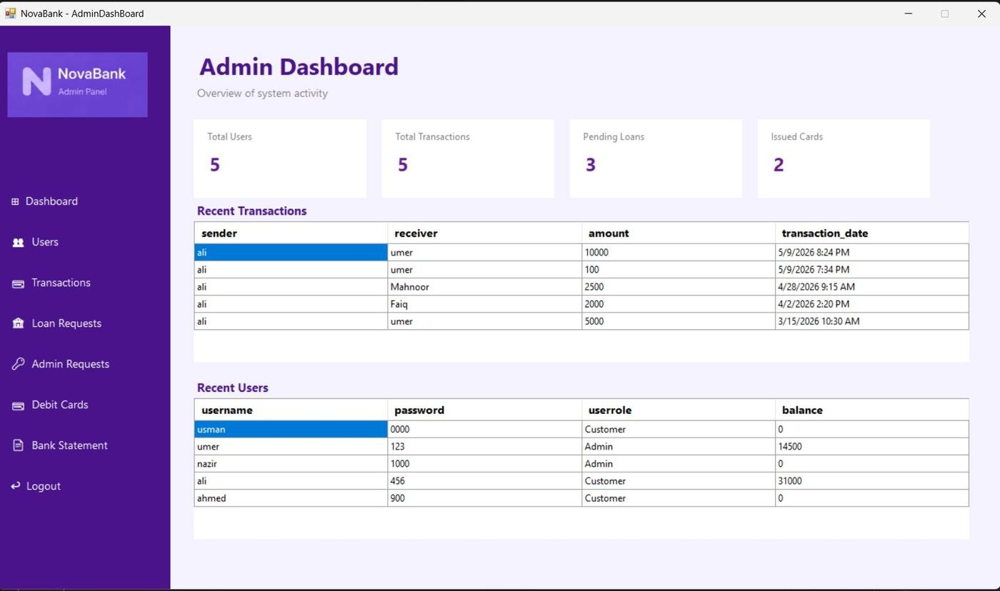 NovaBank - AdminDashBoard
N NovaBank
Admin Panel
Dashboard
Users
Transactions
Loan Requests
Admin Requests
Debit Cards
Bank Statement
Logout
Admin Dashboard
Overview of system activity
Total Users Total Transactions Pending Loans Issued Cards
5 5 3 2
Recent Transactions
sender receiver amount transaction_date
ali umer 10000 5/9/2026 8:24 PM
ali umer 100 5/9/2026 7:34 PM
ali Mahnoor 2500 4/28/2026 9:15 AM
ali Faiq 2000 4/2/2026 2:20 PM
ali umer 5000 3/15/2026 10:30 AM
Recent Users
username password userrole balance
usman 0000 Customer 0
umer 123 Admin 14500
nazir 1000 Admin 0
ali 456 Customer 31000
ahmed 900 Customer 0